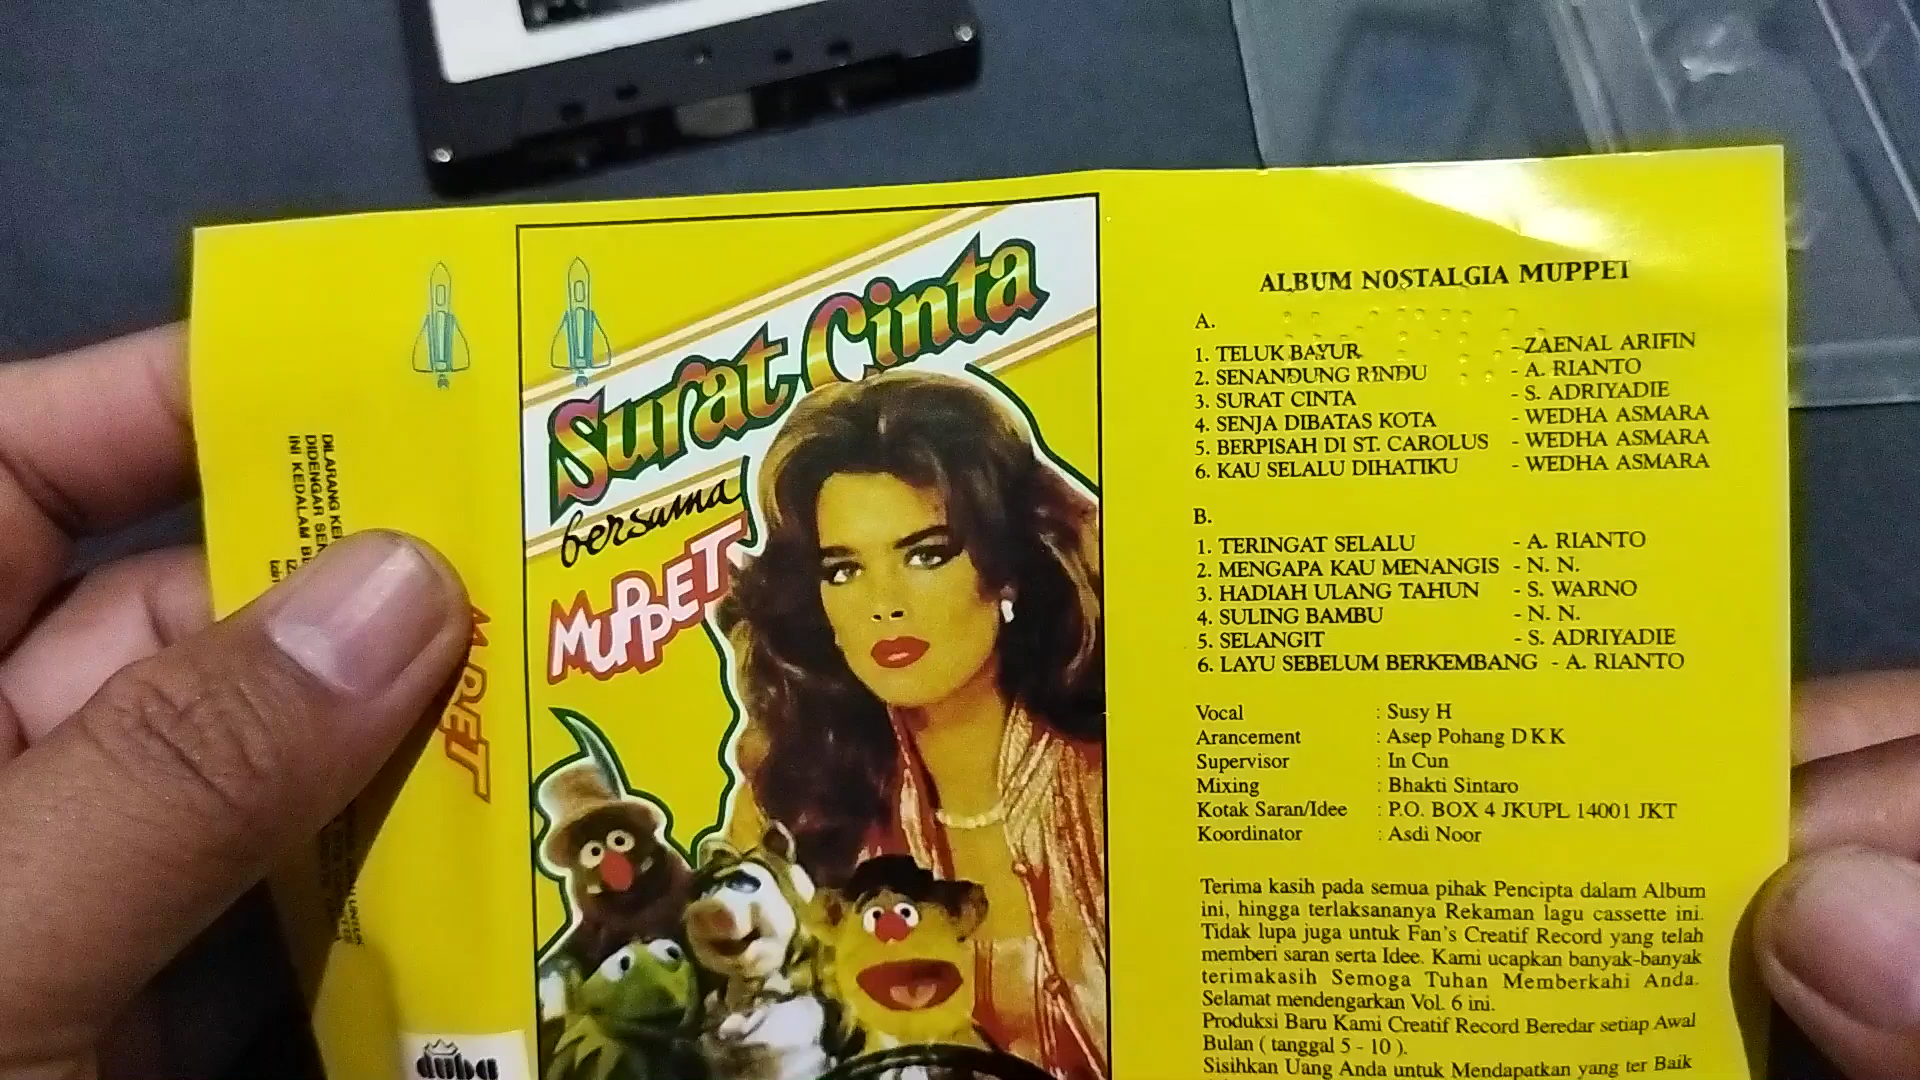 DILARANG
DIDENGAR
INI KEDALAM
duba
Surat Cinta
bersama
MUPPET
ALBUM NOSTALGIA MUPPET
A.
1. TELUK BAYUR - ZAENAL ARIFIN
2. SENANDUNG RINDU - A. RIANTO
3. SURAT CINTA - S. ADRIYADIE
4. SENJA DIBATAS KOTA - WEDHA ASMARA
5. BERPISAH DI ST. CAROLUS - WEDHA ASMARA
6. KAU SELALU DIHATIKU - WEDHA ASMARA
B.
1. TERINGAT SELALU - A. RIANTO
2. MENGAPA KAU MENANGIS - N. N.
3. HADIAH ULANG TAHUN - S. WARNO
4. SULING BAMBU - N. N.
5. SELANGIT - S. ADRIYADIE
6. LAYU SEBELUM BERKEMBANG - A. RIANTO
Vocal : Susy H
Arancement : Asep Pohang D K K
Supervisor : In Cun
Mixing : Bhakti Sintaro
Kotak Saran/Idee : P.O. BOX 4 JKUPL 14001 JKT
Koordinator : Asdi Noor
Terima kasih pada semua pihak Pencipta dalam Album
ini, hingga terlaksananya Rekaman lagu cassette ini.
Tidak lupa juga untuk Fan's Creatif Record yang telah
memberi saran serta Idee. Kami ucapkan banyak-banyak
terimakasih Semoga Tuhan Memberkahi Anda.
Selamat mendengarkan Vol. 6 ini.
Produksi Baru Kami Creatif Record Beredar setiap Awal
Bulan ( tanggal 5 - 10 ).
Sisihkan Uang Anda untuk Mendapatkan yang ter Baik